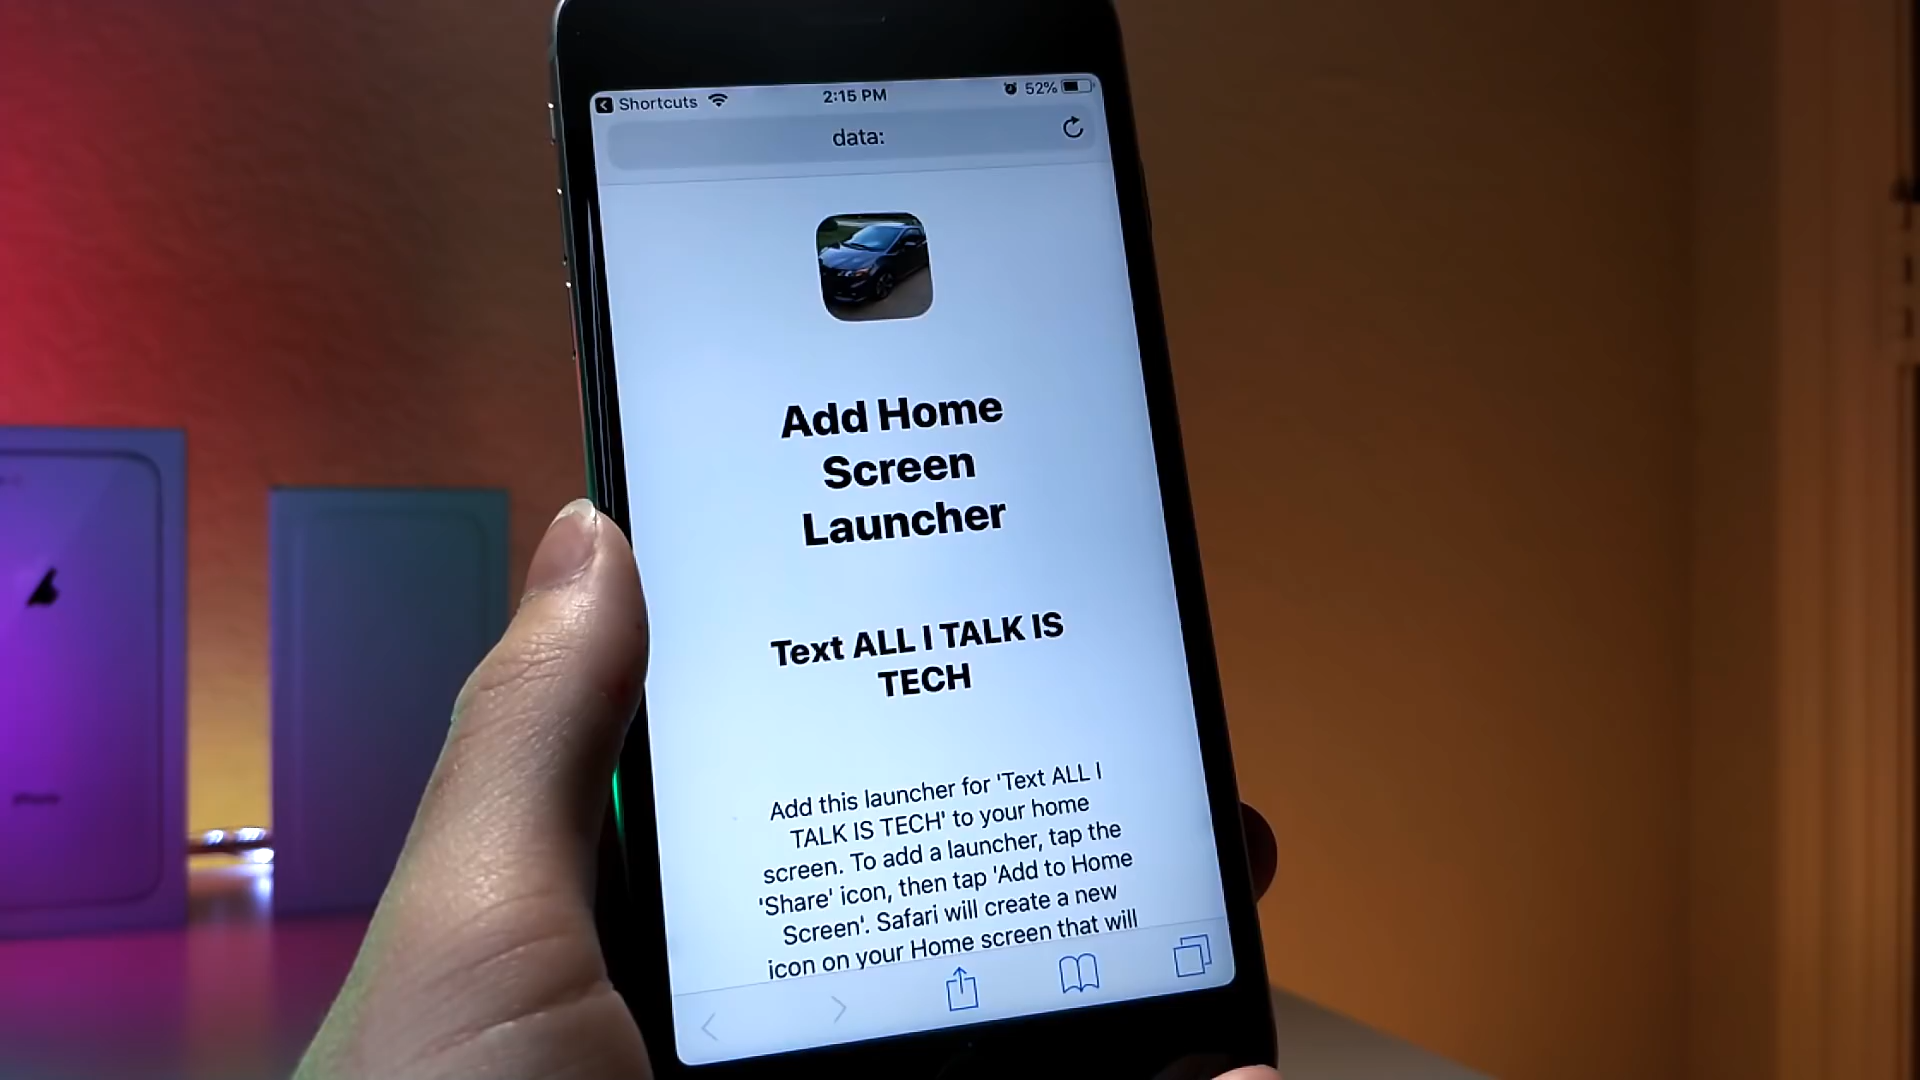 Shortcuts 2:15 PM 52%
data:
Add Home
Screen
Launcher
Text ALL I TALK IS
TECH
Add this launcher for 'Text ALL I
TALK IS TECH' to your home
screen. To add a launcher, tap the
'Share' icon, then tap 'Add to Home
Screen'. Safari will create a new
icon on your Home screen that will
iPhone